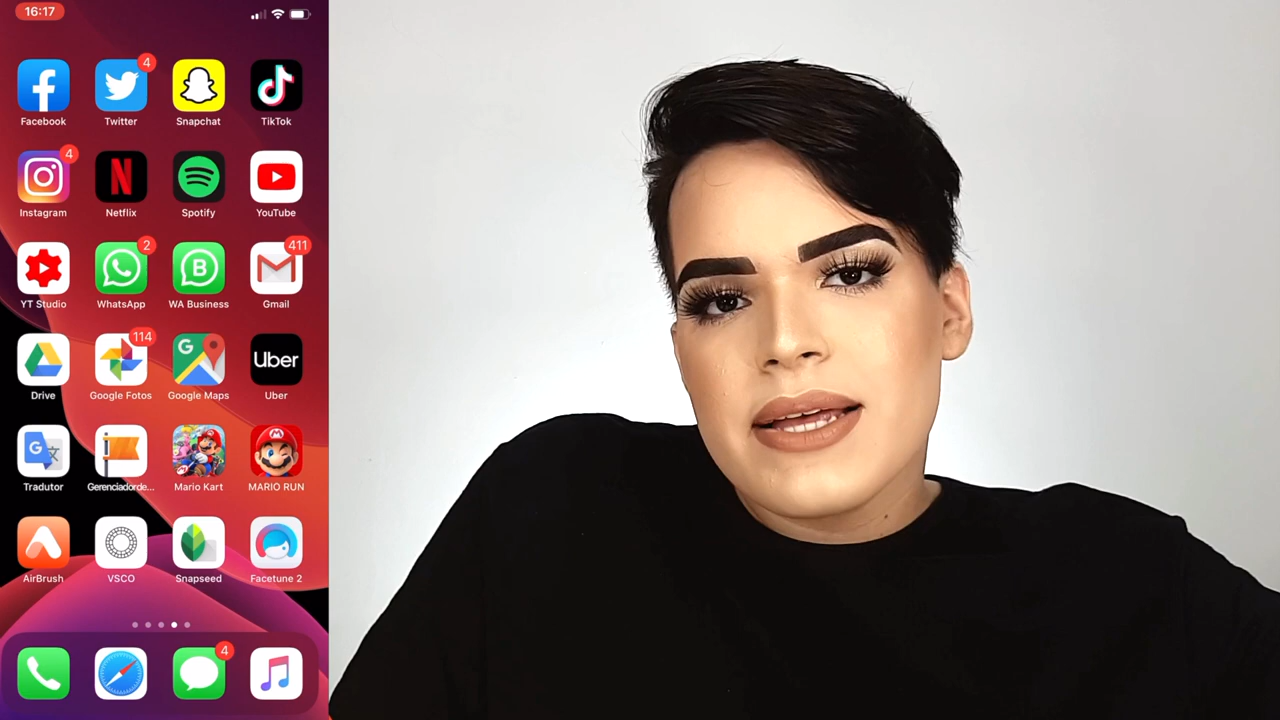 16:17
4
Facebook
Twitter
Snapchat
TikTok
4
Instagram
Netflix
Spotify
YouTube
2
411
YT Studio
WhatsApp
WA Business
Gmail
114
Uber
Drive
Google Fotos
Google Maps
Uber
Tradutor
Gerenciadorde...
Mario Kart
MARIO RUN
AirBrush
VSCO
Snapseed
Facetune 2
4